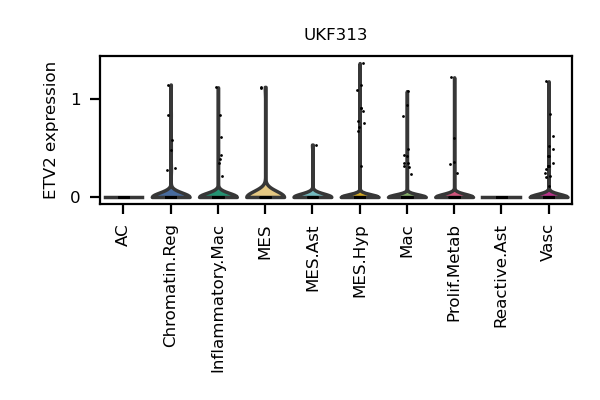 UKF313
ETV2 expression
1
0
AC
Chromatin.Reg
Inflammatory.Mac
MES
MES.Ast
MES.Hyp
Mac
Prolif.Metab
Reactive.Ast
Vasc